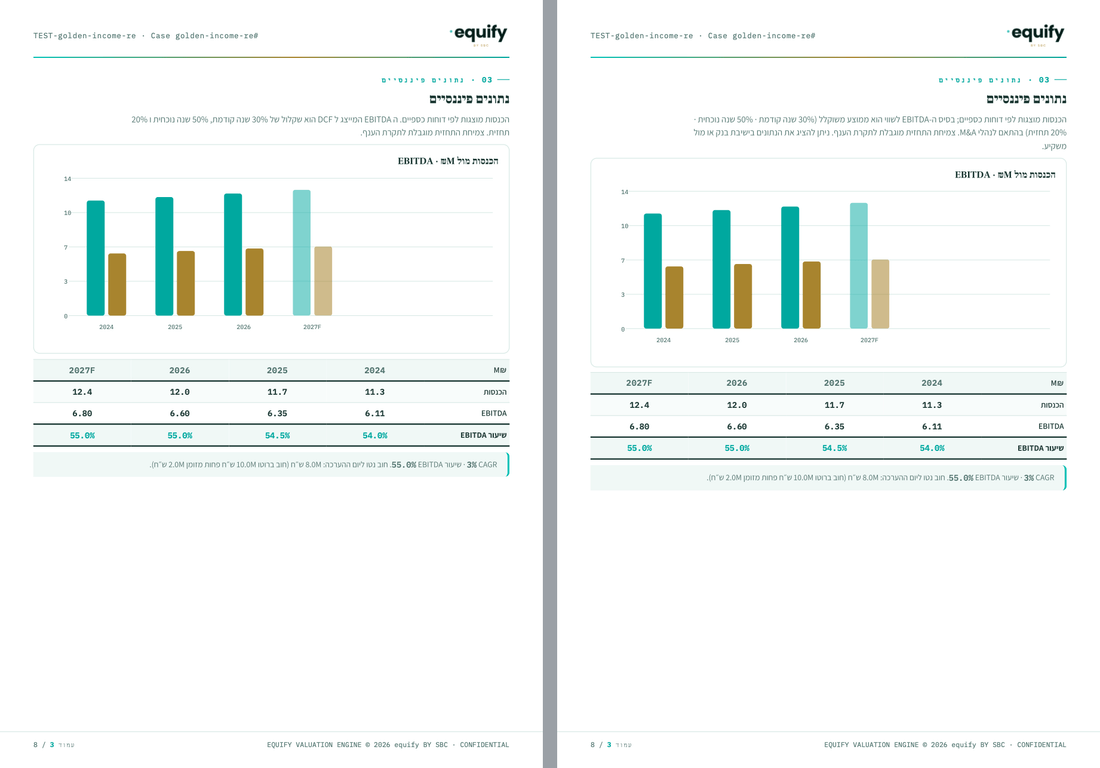 TEST-golden-income-re · Case golden-income-re#
equify
BY SBC
03 · נתונים פיננסיים
נתונים פיננסיים
הכנסות מוצגות לפי דוחות כספיים. ה EBITDA המייצג ל DCF הוא שקלול של 30% שנה קודמת, 50% שנה נוכחית ו 20%
תחזית. צמיחת התחזית מוגבלת לתקרת הענף.
הכנסות מול EBITDA · ₪M
14
10
7
3
0
2024 2025 2026 2027F
₪M 2024 2025 2026 2027F
הכנסות 11.3 11.7 12.0 12.4
EBITDA 6.11 6.35 6.60 6.80
שיעור EBITDA 54.0% 54.5% 55.0% 55.0%
CAGR 3% · שיעור EBITDA 55.0%. חוב נטו ליום ההערכה: 8.0M ש״ח (חוב ברוטו 10.0M ש״ח פחות מזומן 2.0M ש״ח).
EQUIFY VALUATION ENGINE © 2026 equify BY SBC · CONFIDENTIAL
עמוד 3 / 8
TEST-golden-income-re · Case golden-income-re#
equify
BY SBC
03 · נתונים פיננסיים
נתונים פיננסיים
הכנסות מוצגות לפי דוחות כספיים; בסיס ה-EBITDA לשווי הוא ממוצע משוקלל (30% שנה קודמת · 50% שנה נוכחית ·
20% תחזית) בהתאם לנהלי M&A. צמיחת התחזית מוגבלת לתקרת הענף. ניתן להציג את הנתונים בישיבת בנק או מול
משקיע.
הכנסות מול EBITDA · ₪M
14
10
7
3
0
2024 2025 2026 2027F
₪M 2024 2025 2026 2027F
הכנסות 11.3 11.7 12.0 12.4
EBITDA 6.11 6.35 6.60 6.80
שיעור EBITDA 54.0% 54.5% 55.0% 55.0%
CAGR 3% · שיעור EBITDA 55.0%. חוב נטו ליום ההערכה: 8.0M ש״ח (חוב ברוטו 10.0M ש״ח פחות מזומן 2.0M ש״ח).
EQUIFY VALUATION ENGINE © 2026 equify BY SBC · CONFIDENTIAL
עמוד 3 / 8